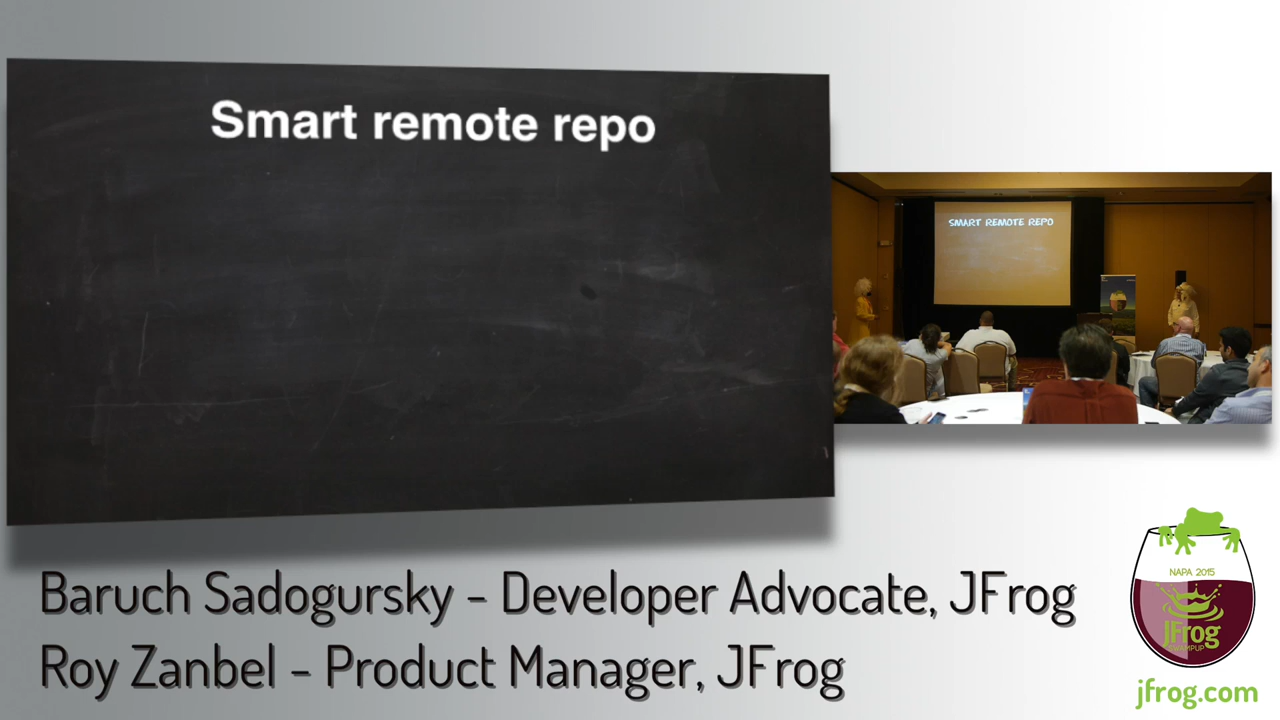 Smart remote repo
SMART REMOTE REPO
Baruch Sadogursky - Developer Advocate, JFrog
Roy Zanbel - Product Manager, JFrog
NAPA 2015
JFrog
SWAMPUP
jfrog.com